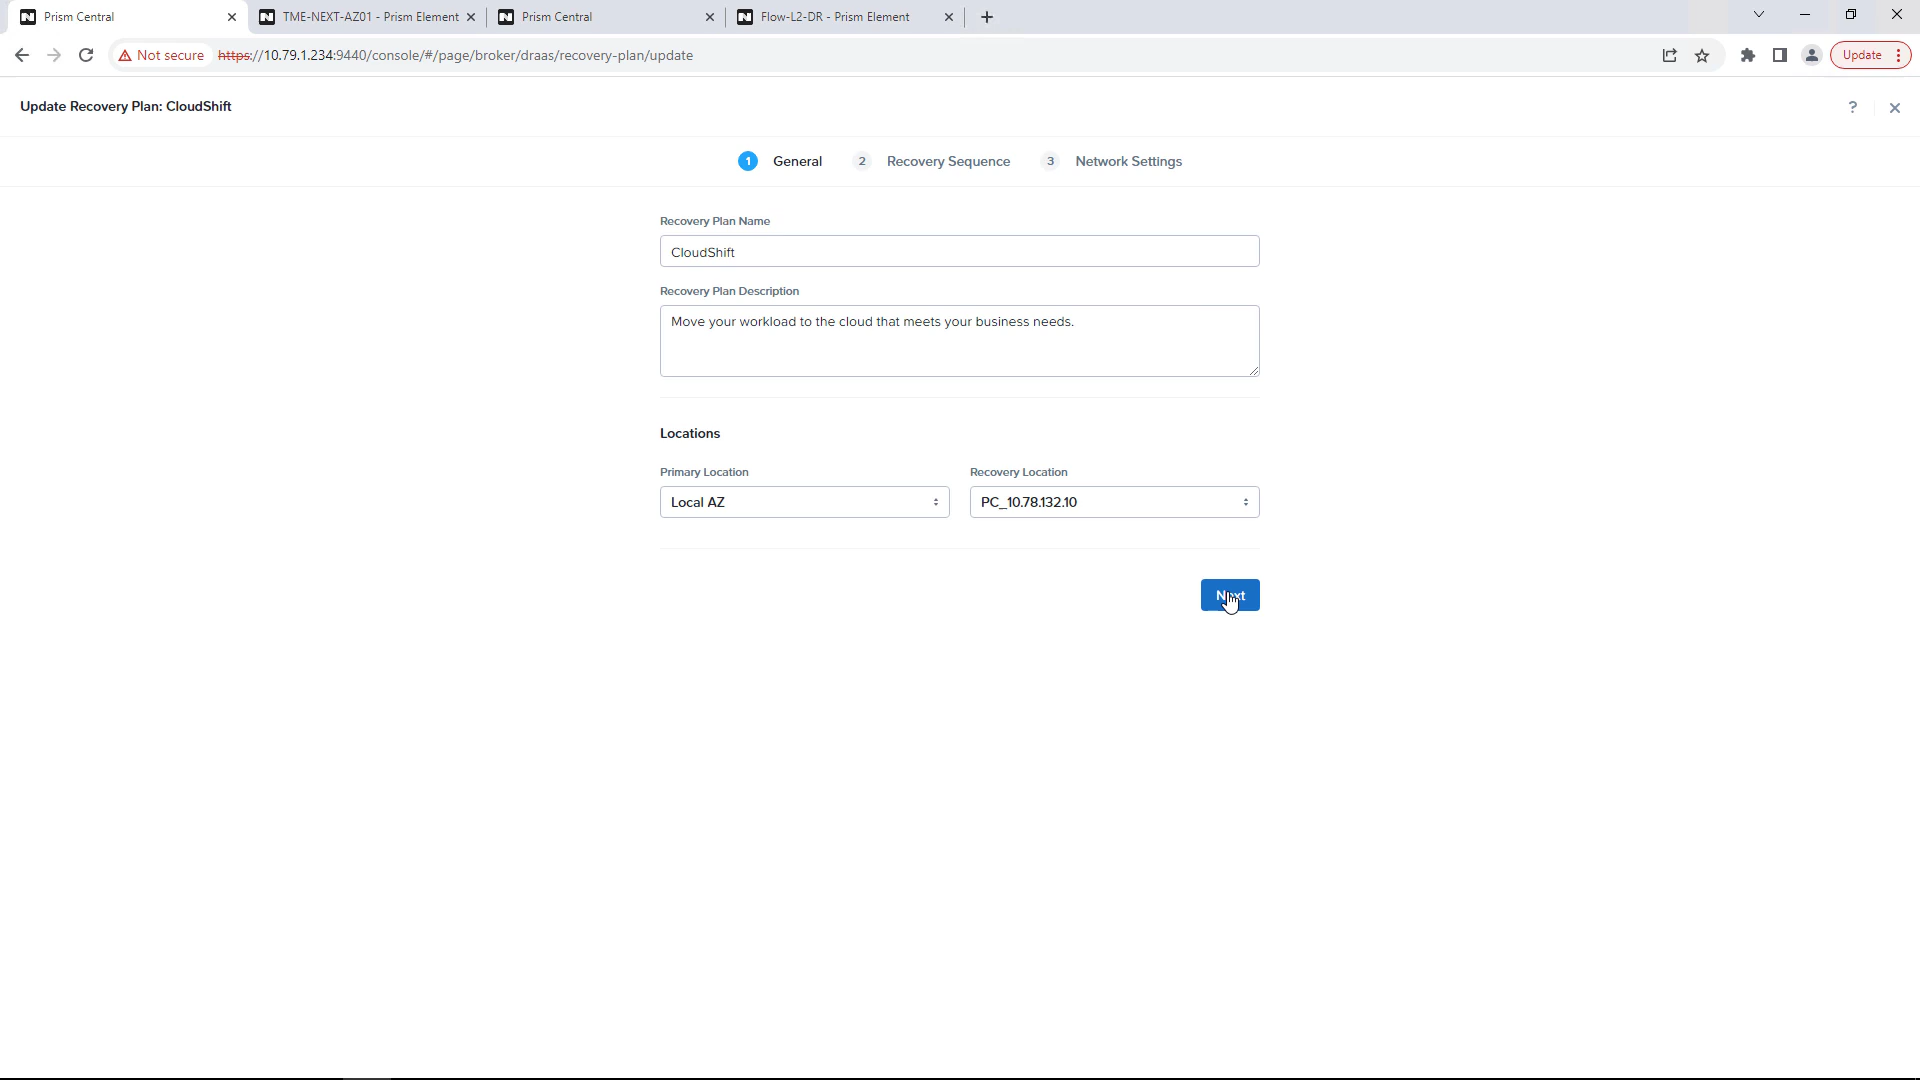 Prism Central
TME-NEXT-AZ01 - Prism Element
Prism Central
Flow-L2-DR - Prism Element
Not secure
https://10.79.1.234:9440/console/#/page/broker/draas/recovery-plan/update
Update
Update Recovery Plan: CloudShift
?
1 General
2 Recovery Sequence
3 Network Settings
Recovery Plan Name
CloudShift
Recovery Plan Description
Move your workload to the cloud that meets your business needs.
Locations
Primary Location
Recovery Location
Local AZ
PC_10.78.132.10
Next